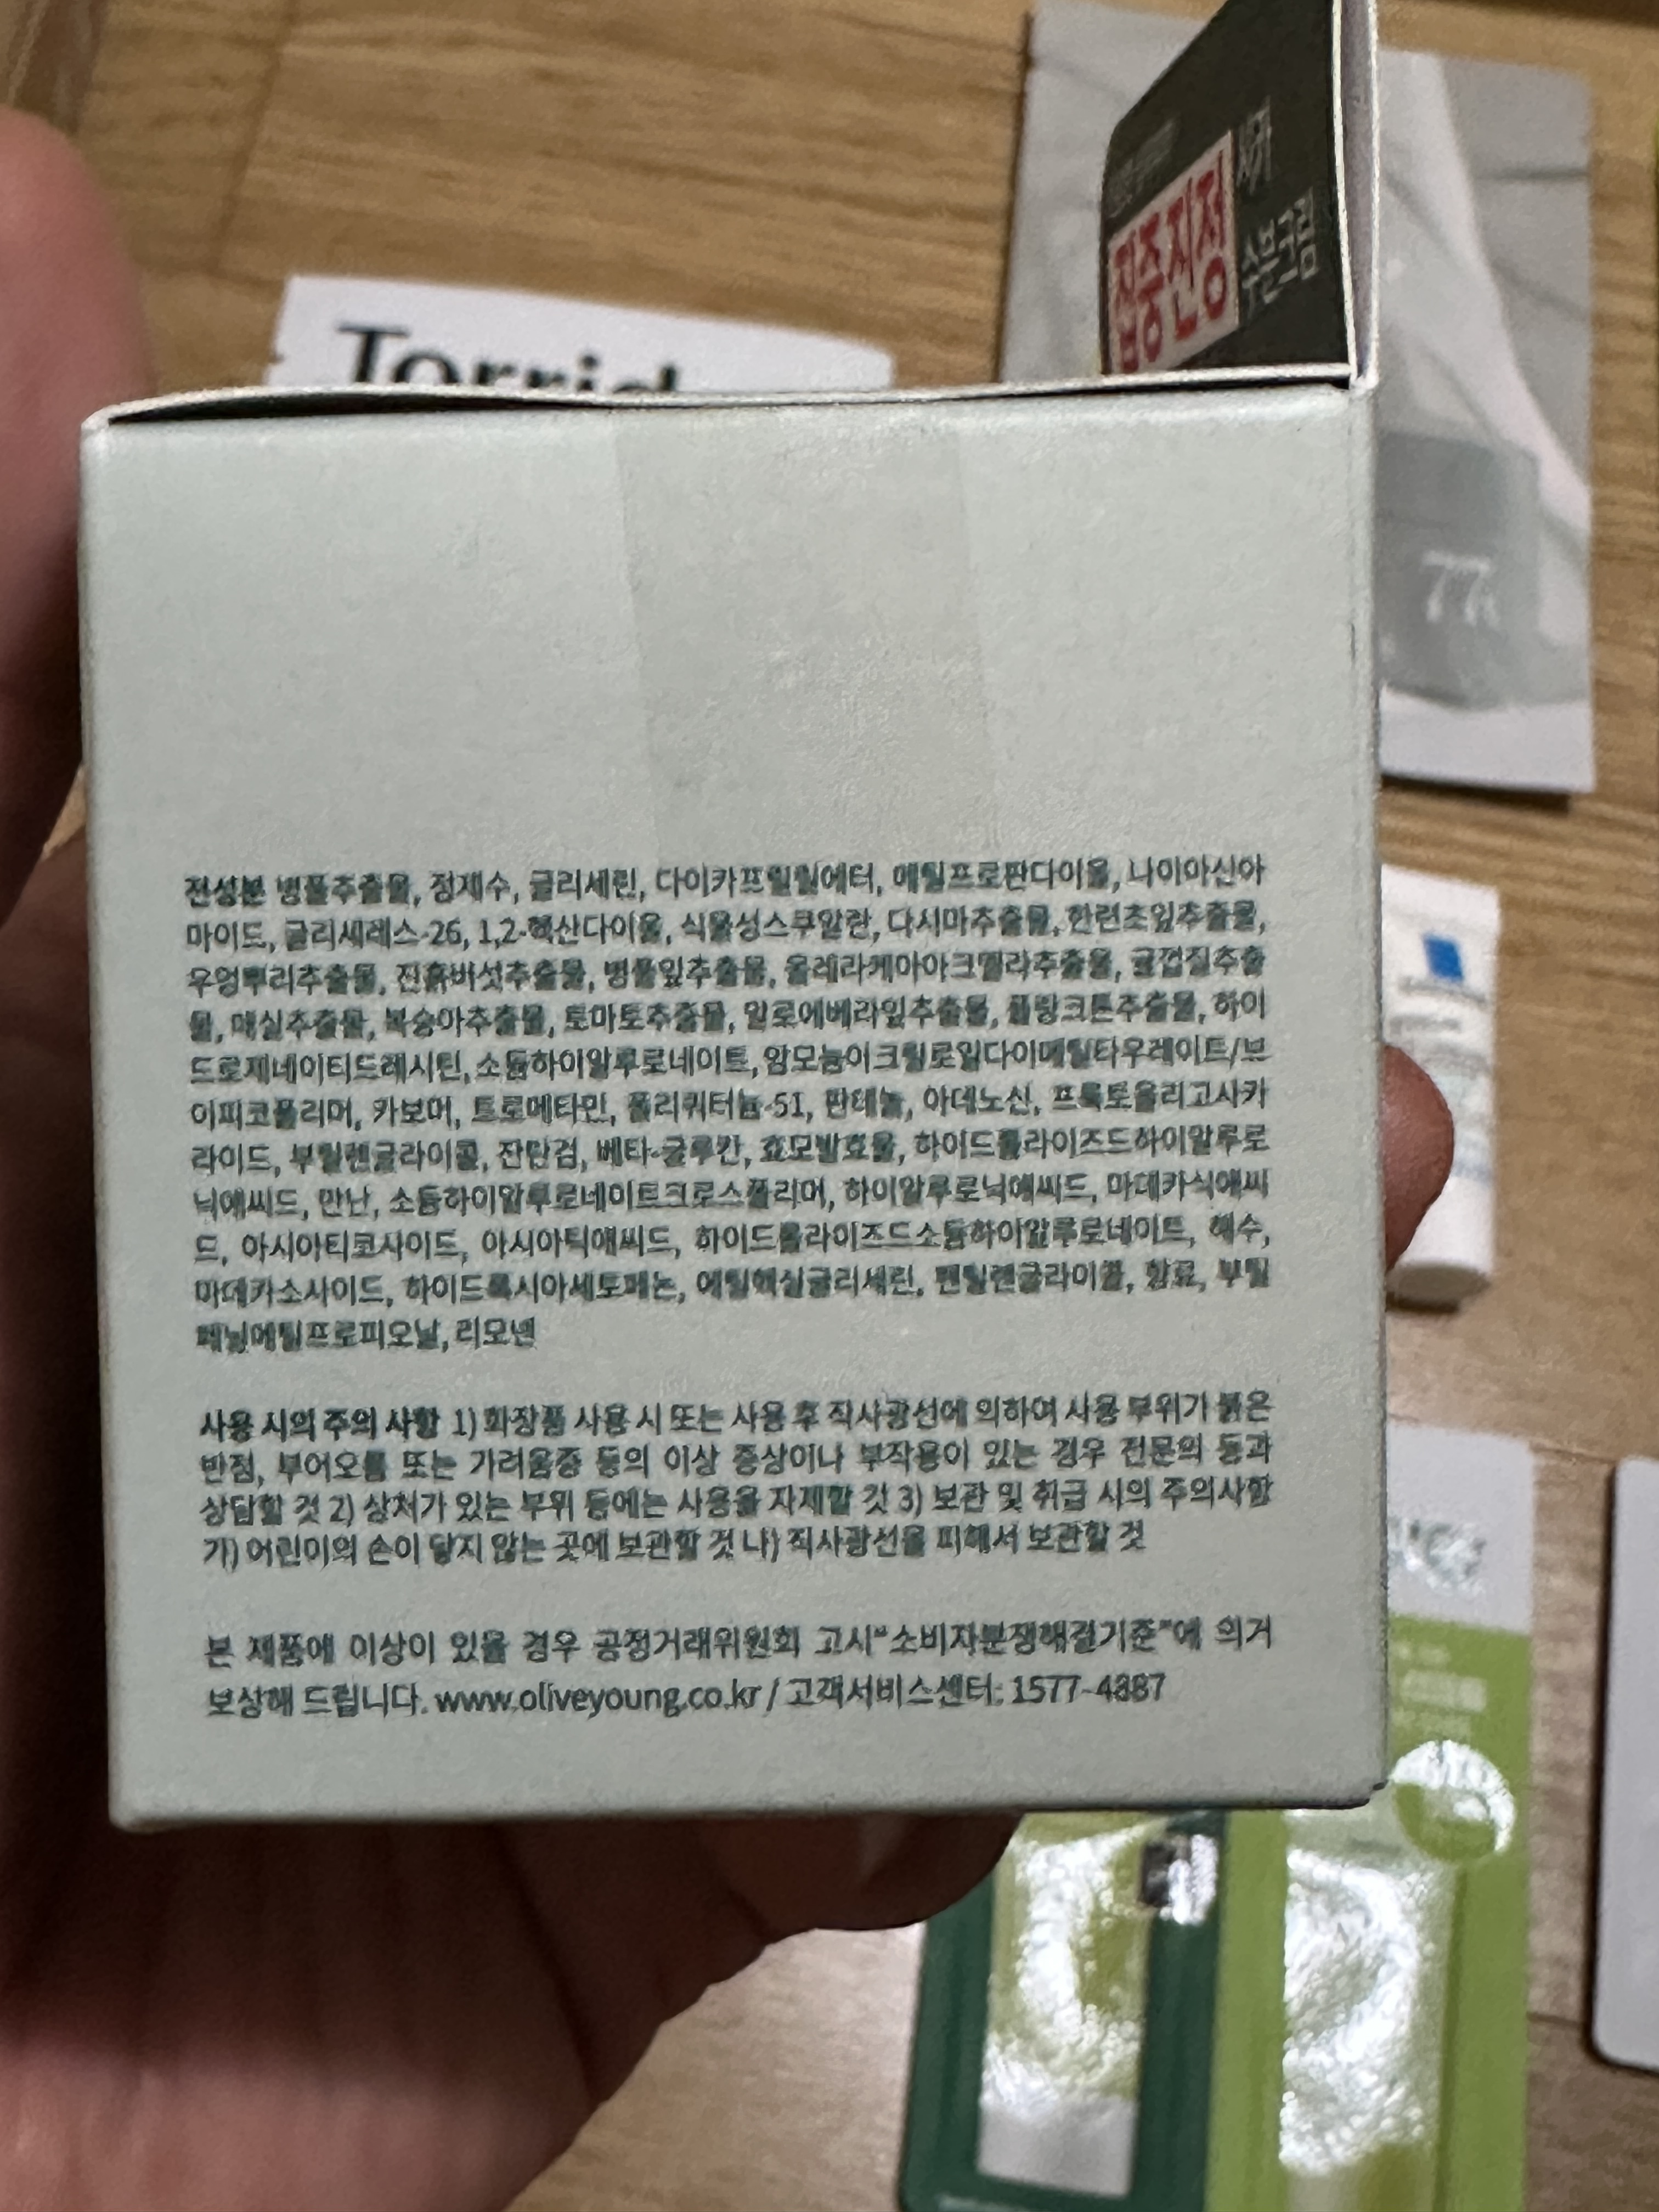 집중진정
수분크림
Torrid
77
전성분 병풀추출물, 정제수, 글리세린, 다이카프릴릴에터, 메틸프로판다이올, 나이아신아
마이드, 글리세레스-26, 1,2-헥산다이올, 식물성스쿠알란, 다시마추출물, 한련초잎추출물,
우엉뿌리추출물, 진흙버섯추출물, 병풀잎추출물, 올레라케아아크멜라추출물, 귤껍질추출
물, 매실추출물, 복숭아추출물, 토마토추출물, 알로에베라잎추출물, 플랑크톤추출물, 하이
드로제네이티드레시틴, 소듐하이알루로네이트, 암모늄아크릴로일다이메틸타우레이트/브
이피코폴리머, 카보머, 트로메타민, 폴리쿼터늄-51, 판테놀, 아데노신, 프룩토올리고사카
라이드, 부틸렌글라이콜, 잔탄검, 베타-글루칸, 효모발효물, 하이드롤라이즈드하이알루로
닉애씨드, 만난, 소듐하이알루로네이트크로스폴리머, 하이알루로닉애씨드, 마데카식애씨
드, 아시아티코사이드, 아시아틱애씨드, 하이드롤라이즈드소듐하이알루로네이트, 해수,
마데카소사이드, 하이드록시아세토페논, 에틸헥실글리세린, 펜틸렌글라이콜, 향료, 부틸
페닐메틸프로피오날, 리모넨
사용 시의 주의 사항 1) 화장품 사용 시 또는 사용 후 직사광선에 의하여 사용 부위가 붉은
반점, 부어오름 또는 가려움증 등의 이상 증상이나 부작용이 있는 경우 전문의 등과
상담할 것 2) 상처가 있는 부위 등에는 사용을 자제할 것 3) 보관 및 취급 시의 주의사항
가) 어린이의 손이 닿지 않는 곳에 보관할 것 나) 직사광선을 피해서 보관할 것
본 제품에 이상이 있을 경우 공정거래위원회 고시"소비자분쟁해결기준"에 의거
보상해 드립니다. www.oliveyoung.co.kr / 고객서비스센터: 1577-4887